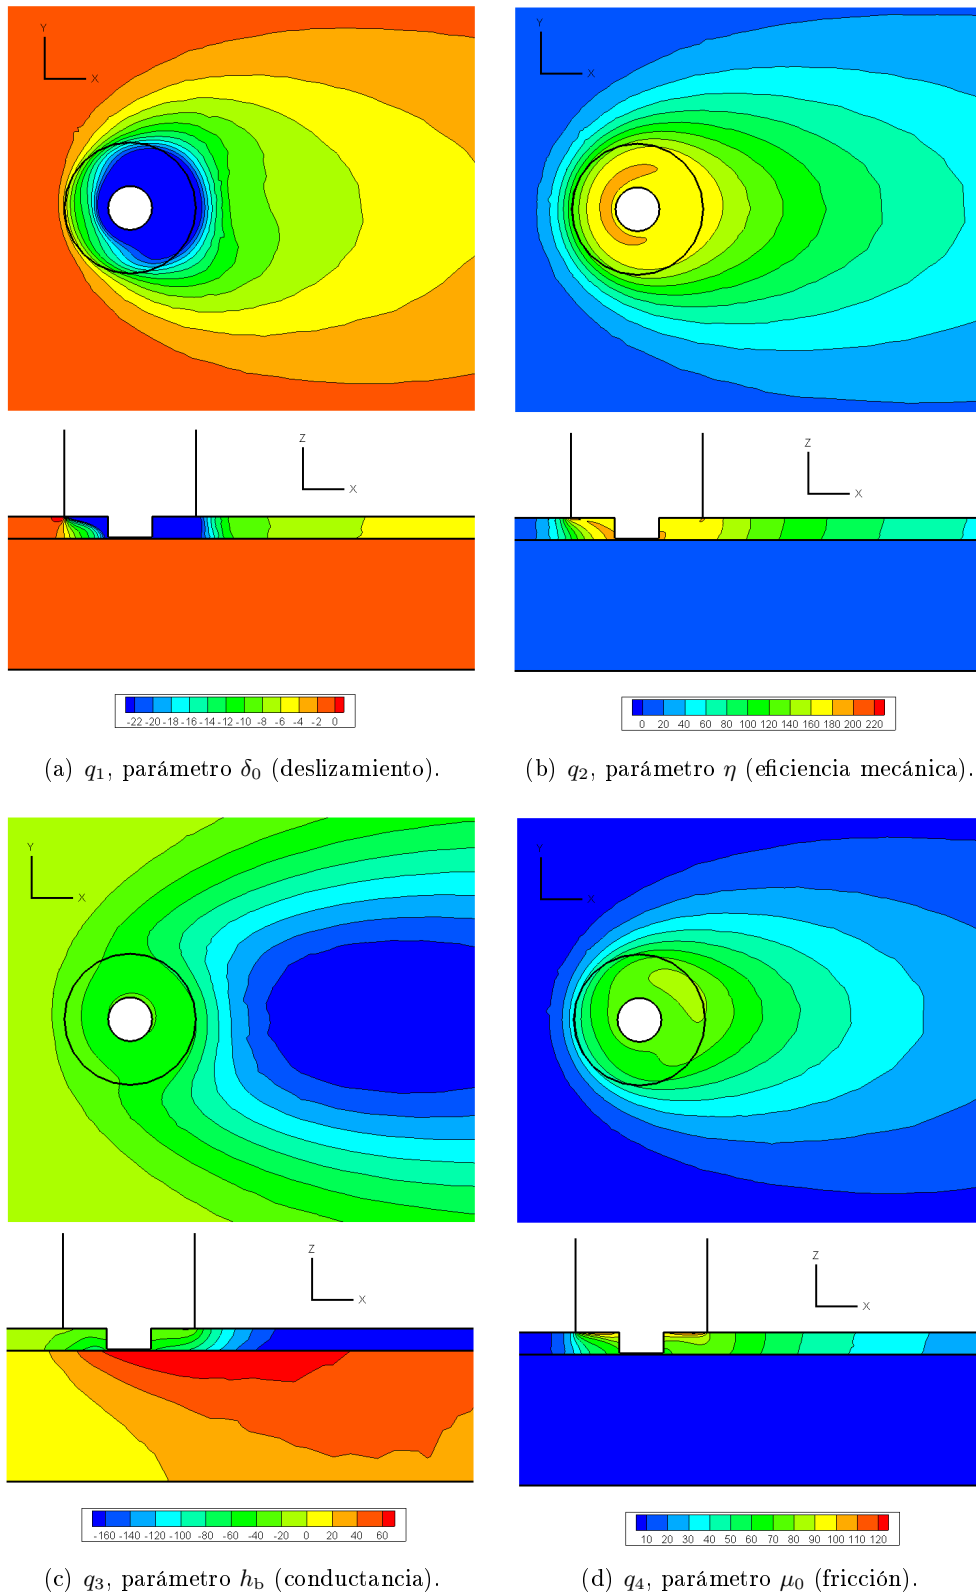 Y
X
Y
X
Z
X
Z
X
-22 -20 -18 -16 -14 -12 -10 -8 -6 -4 -2 0
0 20 40 60 80 100 120 140 160 180 200 220
(a) q₁, parámetro δ₀ (deslizamiento).
(b) q₂, parámetro η (eficiencia mecánica).
Y
X
Y
X
Z
X
Z
X
-160 -140 -120 -100 -80 -60 -40 -20 0 20 40 60
10 20 30 40 50 60 70 80 90 100 110 120
(c) q₃, parámetro h_b (conductancia).
(d) q₄, parámetro μ₀ (fricción).